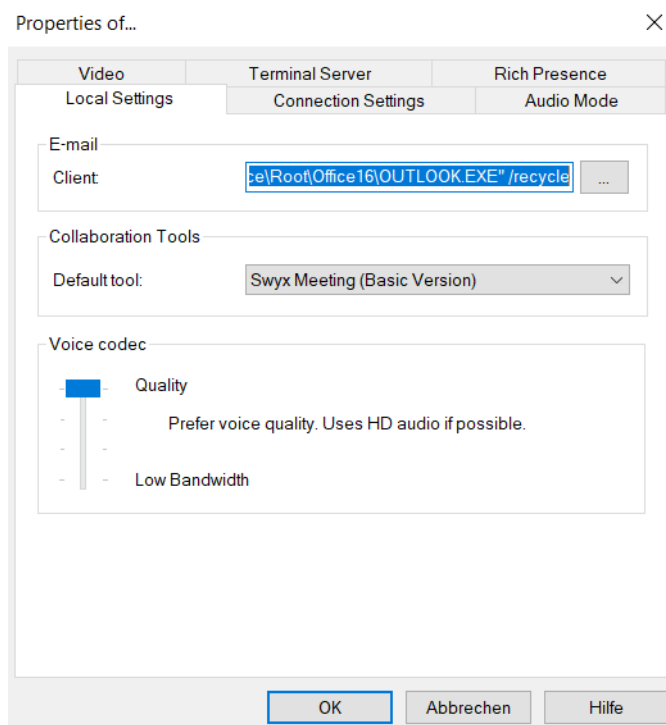 Properties of...
Video
Terminal Server
Rich Presence
Local Settings
Connection Settings
Audio Mode
E-mail
Client:
ce\Root\Office16\OUTLOOK.EXE" /recycle
...
Collaboration Tools
Default tool:
Swyx Meeting (Basic Version)
Voice codec
Quality
Prefer voice quality. Uses HD audio if possible.
Low Bandwidth
OK
Abbrechen
Hilfe